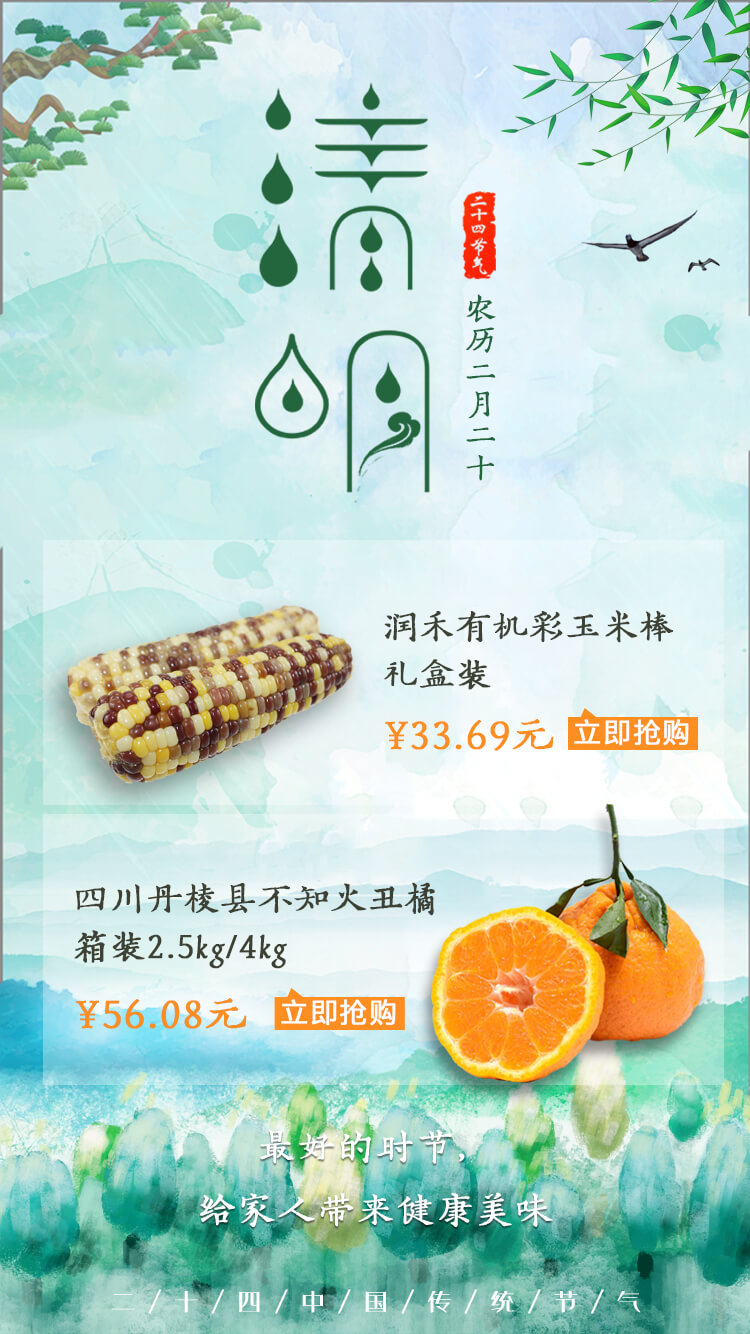 清明
二十四节气
农历二月二十
润禾有机彩玉米棒
礼盒装
¥33.69元 立即抢购
四川丹棱县不知火丑橘
箱装2.5kg/4kg
¥56.08元 立即抢购
最好的时节,
给家人带来健康美味
二/十/四/中/国/传/统/节/气